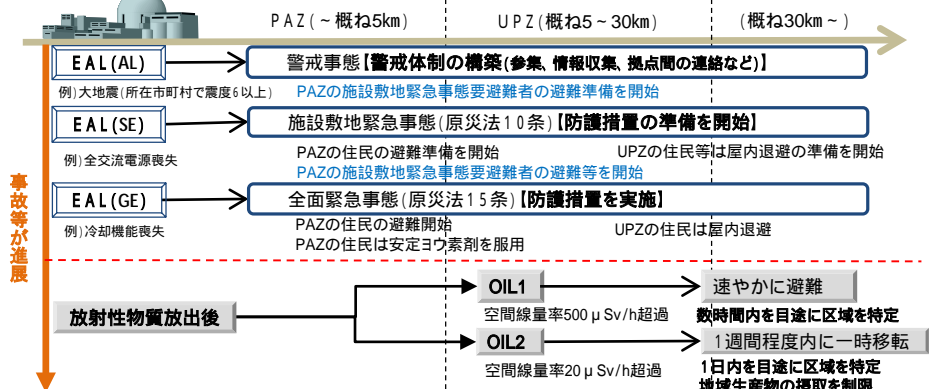 PAZ(~概ね5km)
UPZ(概ね5~30km)
(概ね30km~)
EAL(AL)
警戒事態【警戒体制の構築(参集、情報収集、拠点間の連絡など)】
例)大地震(所在市町村で震度6以上)
PAZの施設敷地緊急事態要避難者の避難準備を開始
EAL(SE)
施設敷地緊急事態(原災法10条)【防護措置の準備を開始】
例)全交流電源喪失
PAZの住民の避難準備を開始
UPZの住民等は屋内退避の準備を開始
PAZの施設敷地緊急事態要避難者の避難等を開始
EAL(GE)
全面緊急事態(原災法15条)【防護措置を実施】
例)冷却機能喪失
PAZの住民の避難開始
UPZの住民は屋内退避
PAZの住民は安定ヨウ素剤を服用
事故等が進展
放射性物質放出後
OIL1
速やかに避難
空間線量率500μSv/h超過
数時間内を目途に区域を特定
OIL2
1週間程度内に一時移転
空間線量率20μSv/h超過
1日内を目途に区域を特定
地域生産物の摂取を制限